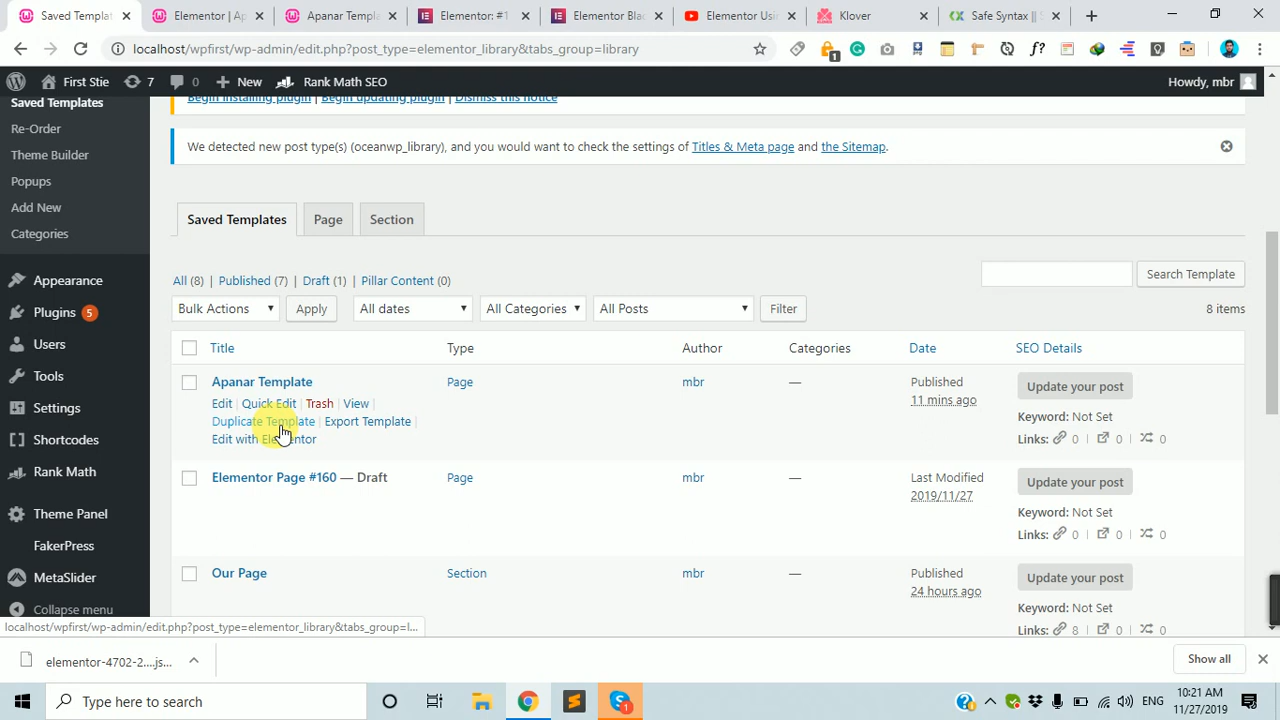 Saved Templates
Elementor | Ap
Apanar Templa
Elementor: #1
Elementor Bla
Elementor Usi
Klover
Safe Syntax ||
localhost/wpfirst/wp-admin/edit.php?post_type=elementor_library&tabs_group=library
First Site 7 0 New Rank Math SEO Howdy, mbr
Saved Templates
Re-Order
Theme Builder
Popups
Add New
Categories
Appearance
Plugins 5
Users
Tools
Settings
Shortcodes
Rank Math
Theme Panel
FakerPress
MetaSlider
Collapse menu
Begin installing plugin | Begin updating plugin | Dismiss this notice
We detected new post type(s) (oceanwp_library), and you would want to check the settings of Titles & Meta page and the Sitemap.
Saved Templates Page Section
All (8) | Published (7) | Draft (1) | Pillar Content (0)
Search Template
Bulk Actions Apply All dates All Categories All Posts Filter 8 items
Title Type Author Categories Date SEO Details
Apanar Template Page mbr — Published Update your post
11 mins ago
Edit | Quick Edit | Trash | View |
Duplicate Template | Export Template |
Edit with Elementor
Keyword: Not Set
Links: 0 | 0 | 0
Elementor Page #160 — Draft Page mbr — Last Modified Update your post
2019/11/27
Keyword: Not Set
Links: 0 | 0 | 0
Our Page Section mbr — Published Update your post
24 hours ago
Keyword: Not Set
Links: 8 | 0 | 0
localhost/wpfirst/wp-admin/edit.php?post_type=elementor_library&tabs_group=l...
elementor-4702-2....js...
Show all
Type here to search
ENG
10:21 AM
11/27/2019